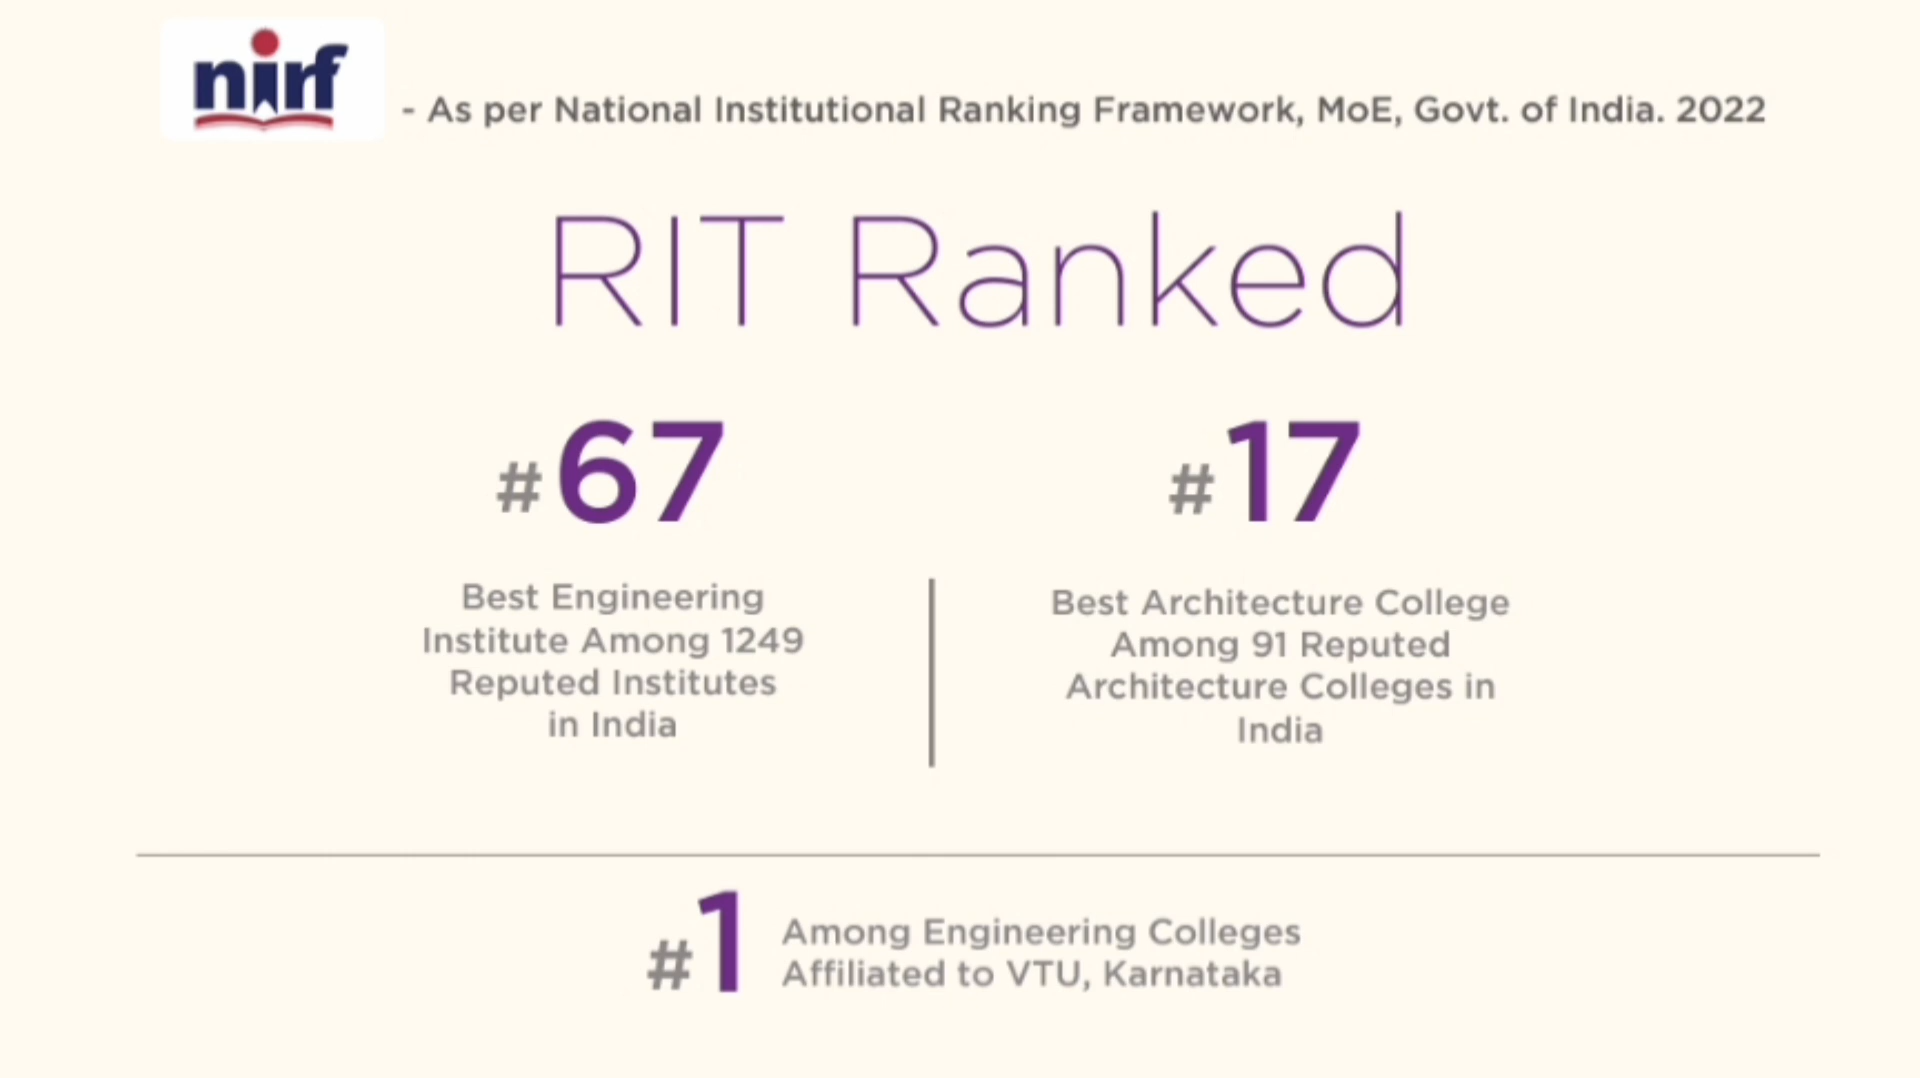 nirf
- As per National Institutional Ranking Framework, MoE, Govt. of India. 2022
RIT Ranked
#67
Best Engineering
Institute Among 1249
Reputed Institutes
in India
#17
Best Architecture College
Among 91 Reputed
Architecture Colleges in
India
#1
Among Engineering Colleges
Affiliated to VTU, Karnataka